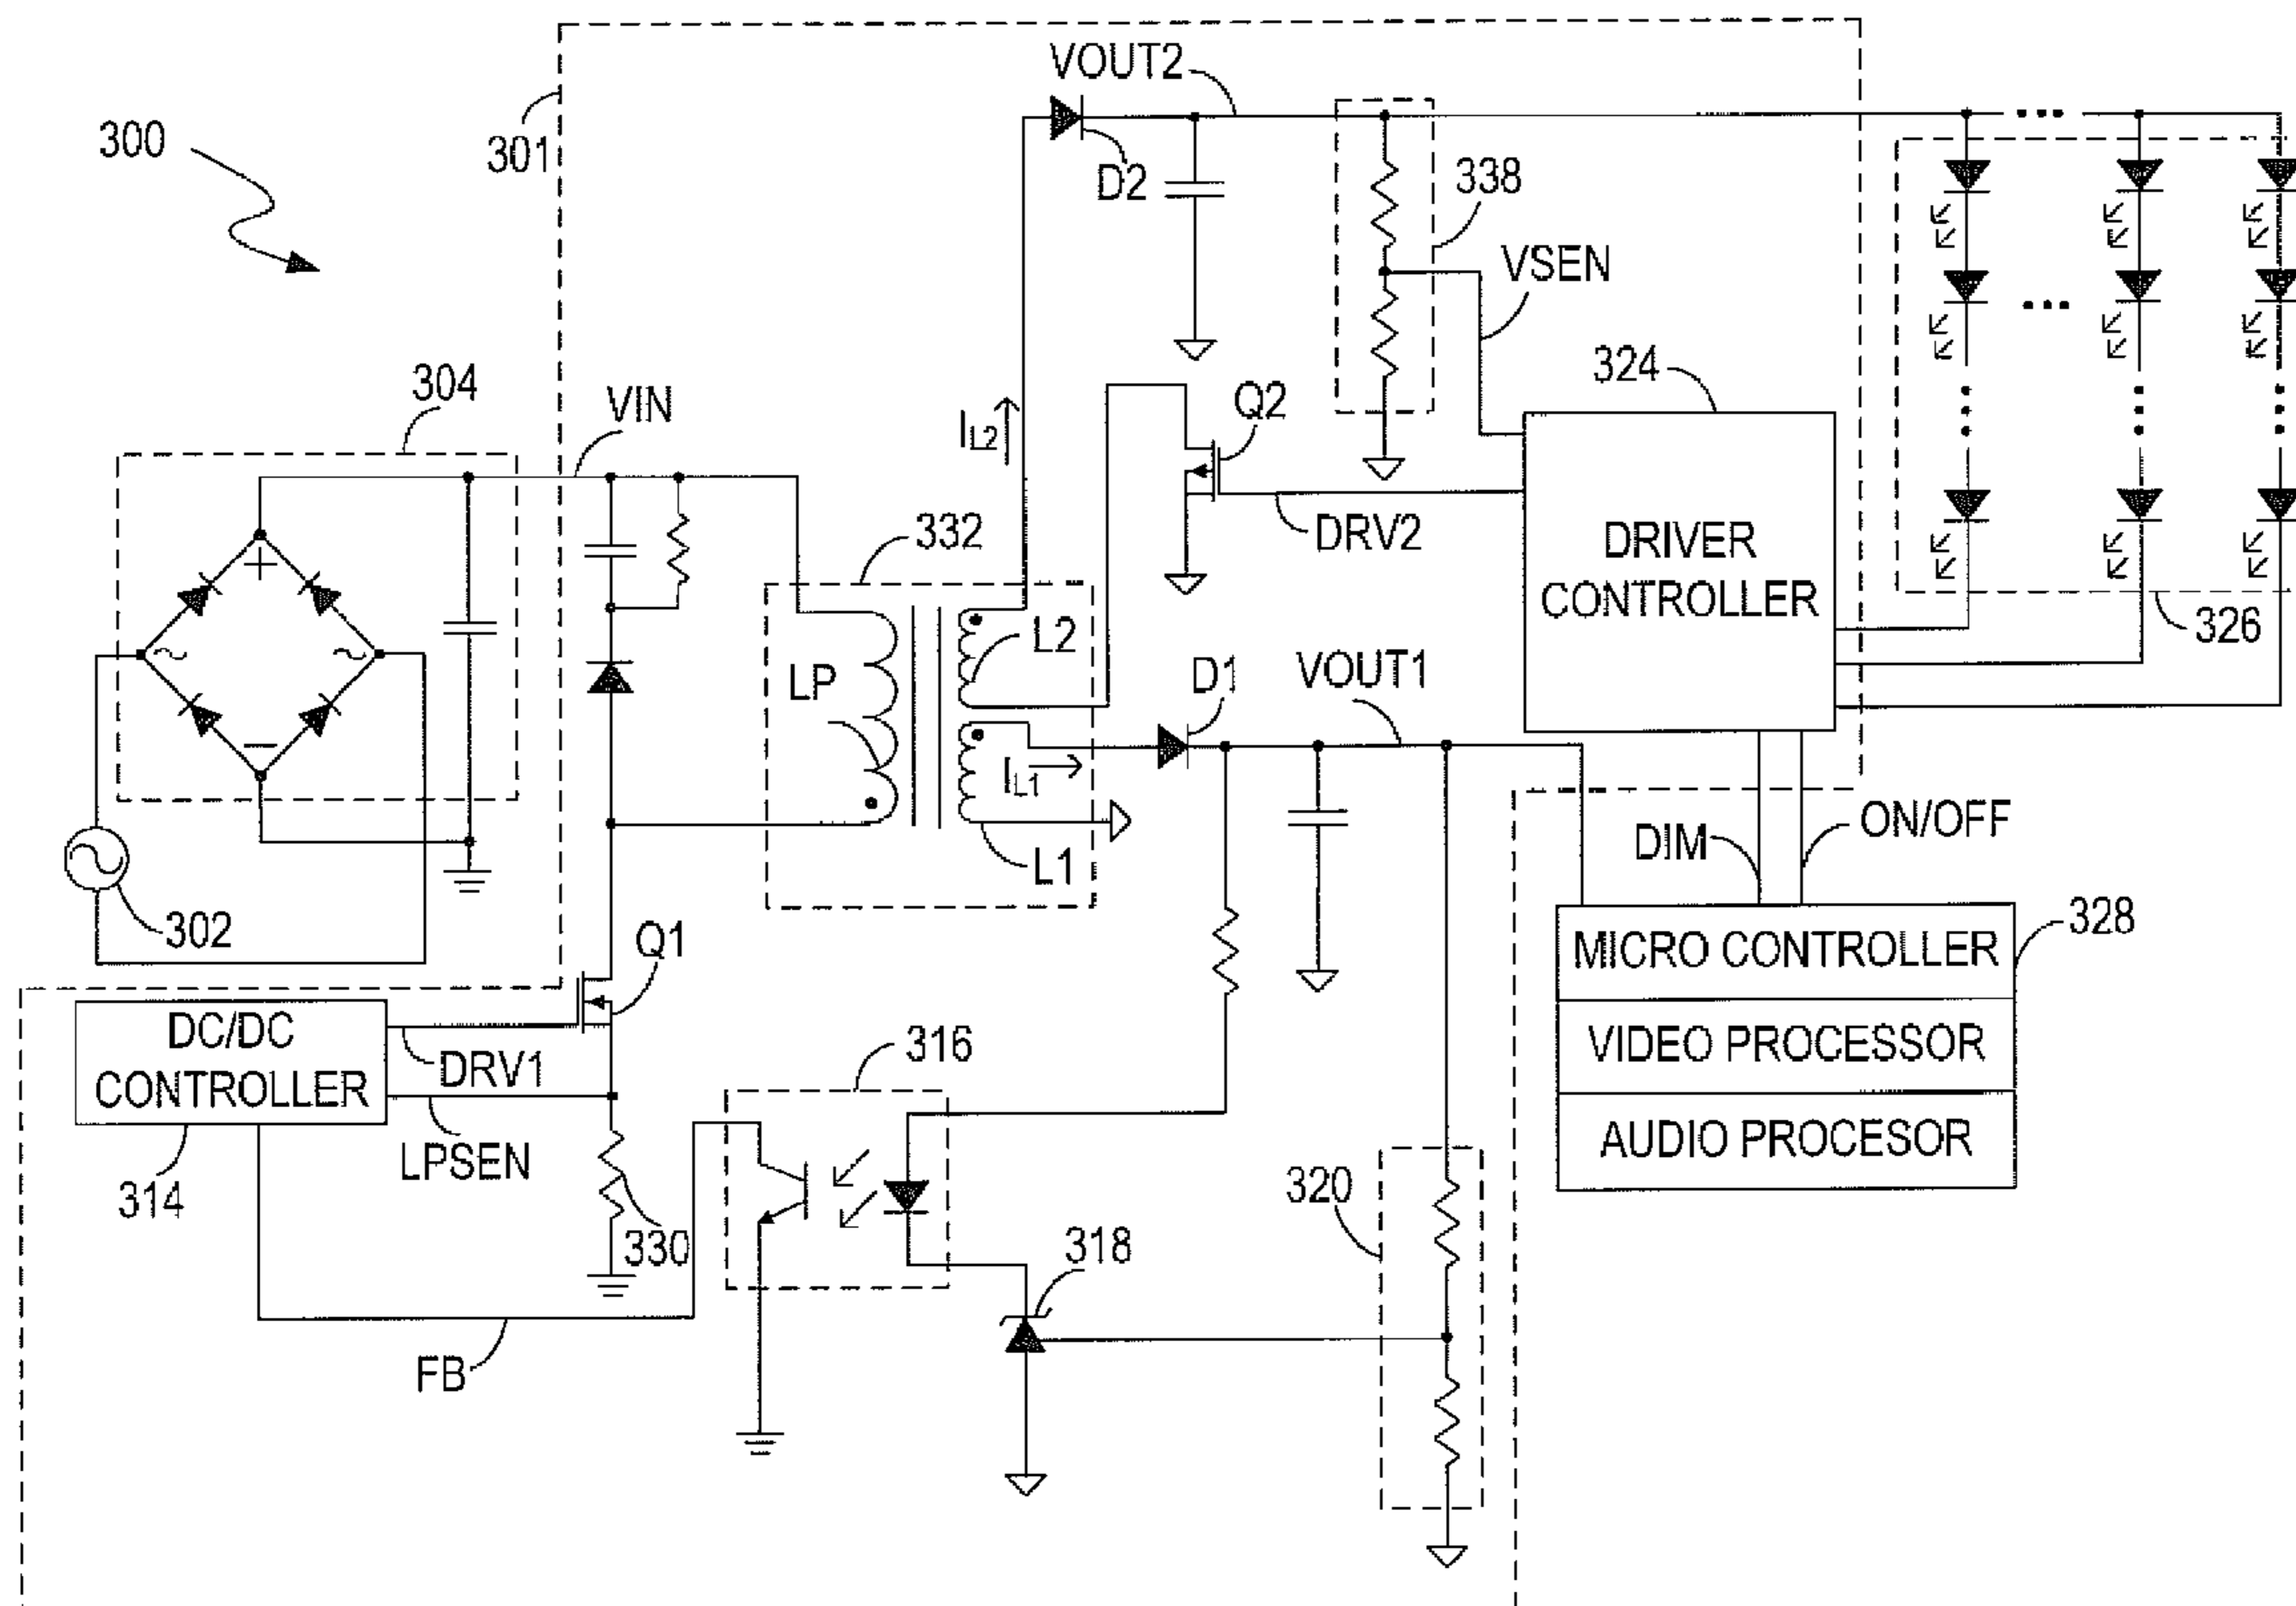 VOUT2
300
301
D2
338
VSEN
304
VIN
IL2
Q2
324
332
DRV2
DRIVER
CONTROLLER
L2
326
LP
D1
VOUT1
IL1
L1
DIM
ON/OFF
302
Q1
328
MICRO CONTROLLER
VIDEO PROCESSOR
AUDIO PROCESOR
DC/DC
CONTROLLER
DRV1
316
LPSEN
314
330
320
318
FB